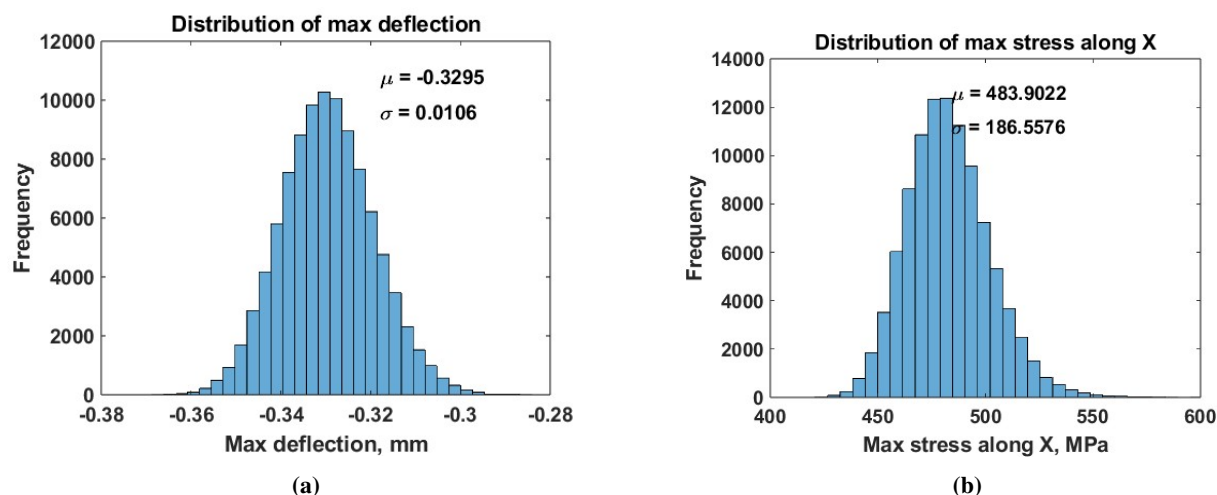 Distribution of max deflection
12000
10000
8000
6000
4000
2000
0
Frequency
μ = -0.3295
σ = 0.0106
-0.38 -0.36 -0.34 -0.32 -0.3 -0.28
Max deflection, mm
(a)
Distribution of max stress along X
14000
12000
10000
8000
6000
4000
2000
0
Frequency
μ = 483.9022
σ = 186.5576
400 450 500 550 600
Max stress along X, MPa
(b)